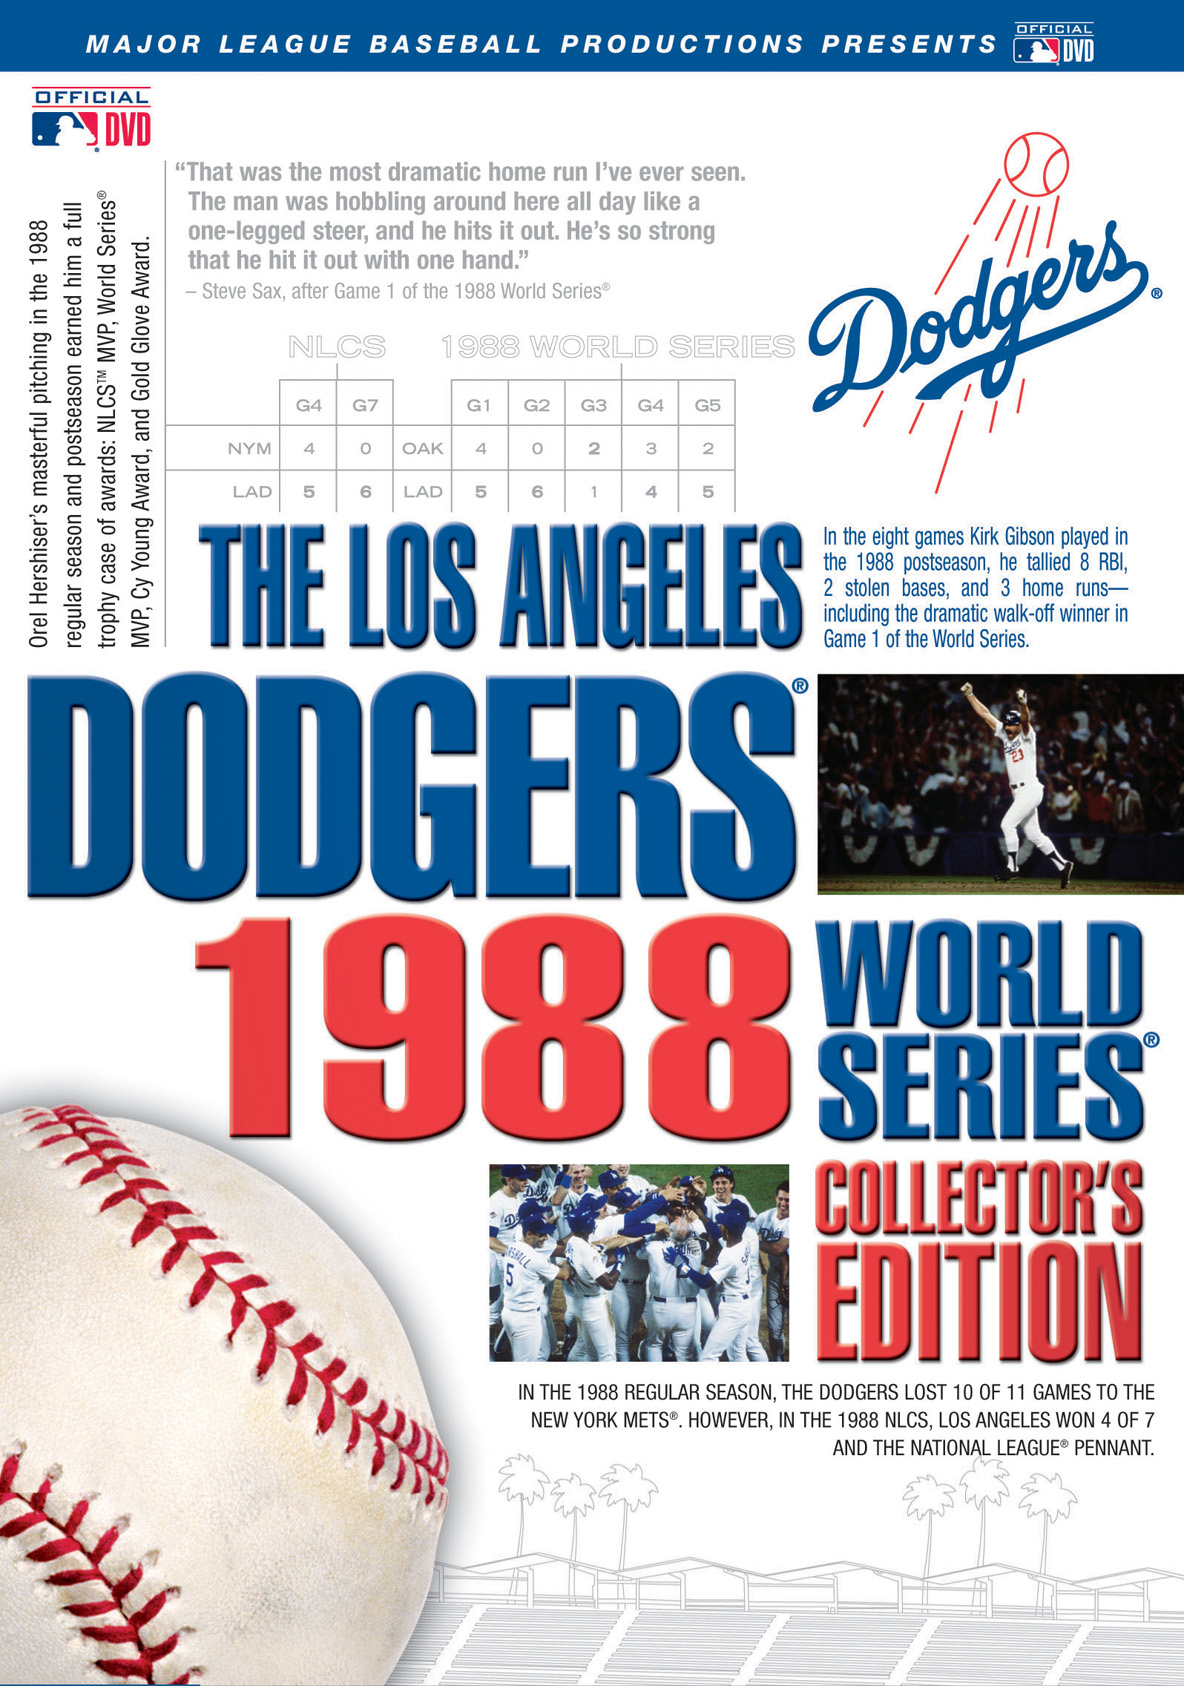 MAJOR LEAGUE BASEBALL PRODUCTIONS PRESENTS
OFFICIAL
DVD
OFFICIAL
DVD
Orel Hershiser's masterful pitching in the 1988
regular season and postseason earned him a full
trophy case of awards: NLCS™ MVP, World Series®
MVP, Cy Young Award, and Gold Glove Award.
“That was the most dramatic home run I’ve ever seen.
The man was hobbling around here all day like a
one-legged steer, and he hits it out. He’s so strong
that he hit it out with one hand.”
– Steve Sax, after Game 1 of the 1988 World Series®
Dodgers®
NLCS 1988 WORLD SERIES
G4 G7 G1 G2 G3 G4 G5
NYM 4 0 OAK 4 0 2 3 2
LAD 5 6 LAD 5 6 1 4 5
THE LOS ANGELES
DODGERS®
1988
WORLD
SERIES®
COLLECTOR'S
EDITION
In the eight games Kirk Gibson played in
the 1988 postseason, he tallied 8 RBI,
2 stolen bases, and 3 home runs—
including the dramatic walk-off winner in
Game 1 of the World Series.
23
5
IN THE 1988 REGULAR SEASON, THE DODGERS LOST 10 OF 11 GAMES TO THE
NEW YORK METS®. HOWEVER, IN THE 1988 NLCS, LOS ANGELES WON 4 OF 7
AND THE NATIONAL LEAGUE® PENNANT.